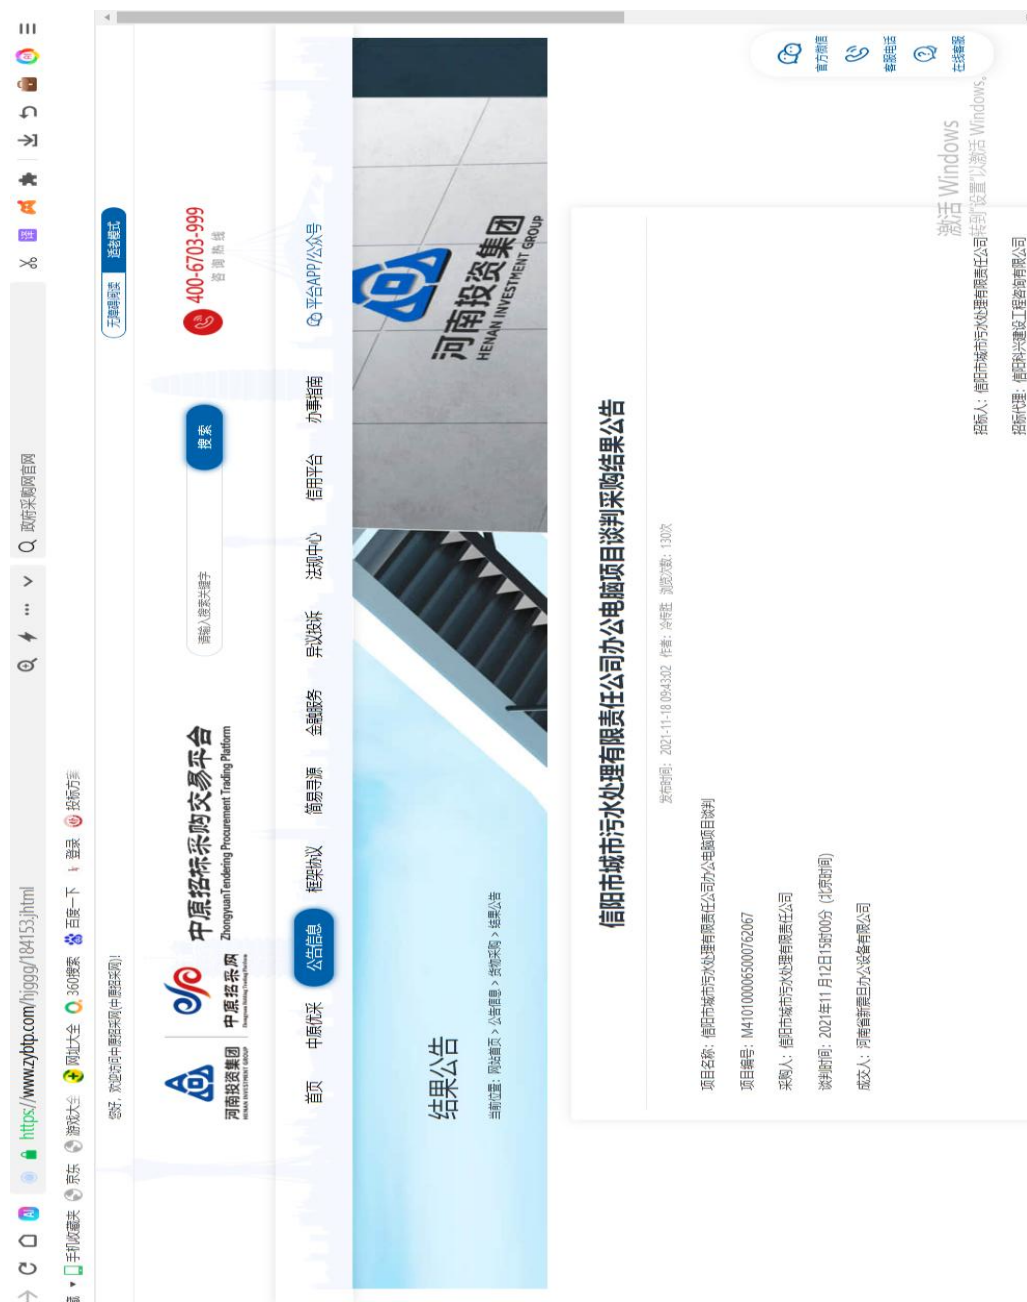 https://www.zybtp.com/hjggg/184153.jhtml
政府采购网官网
手机收藏夹 京东 游戏大全 网址大全 360搜索 百度一下 登录 投标方案
您好，欢迎访问中原招采网(中原招采网)!
无障碍阅读 适老模式
河南投资集团
HENAN INVESTMENT GROUP
中原招采网
中原招标采购交易平台
ZhongyuanTendering Procurement Trading Platform
请输入搜索关键字
搜索
400-6703-999
咨询热线
首页 中原优采 公告信息 框架协议 简易寻源 金融服务 异议投诉 法规中心 信用平台 办事指南 平台APP/公众号
河南投资集团
HENAN INVESTMENT GROUP
结果公告
当前位置：网站首页 > 公告信息 > 货物采购 > 结果公告
信阳市城市污水处理有限责任公司办公电脑项目谈判采购结果公告
发布时间：2021-11-18 09:43:02 作者：冷传胜 浏览次数：130次
项目名称：信阳市城市污水处理有限责任公司办公电脑项目谈判
项目编号：M4101000065000762067
采购人：信阳市城市污水处理有限责任公司
谈判时间：2021年11月12日15时00分（北京时间）
成交人：河南省新震旦办公设备有限公司
招标人：信阳市城市污水处理有限责任公司
招标代理：信阳科兴建设工程咨询有限公司
官方微信
客服电话
在线客服
激活 Windows
转到"设置"以激活 Windows。